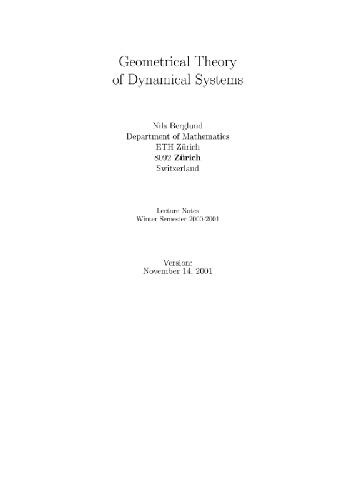 Geometrical Theory
of Dynamical Systems
Nils Berglund
Department of Mathematics
ETH Zürich
8092 Zürich
Switzerland
Lecture Notes
Winter Semester 2000-2001
Version:
November 14, 2001